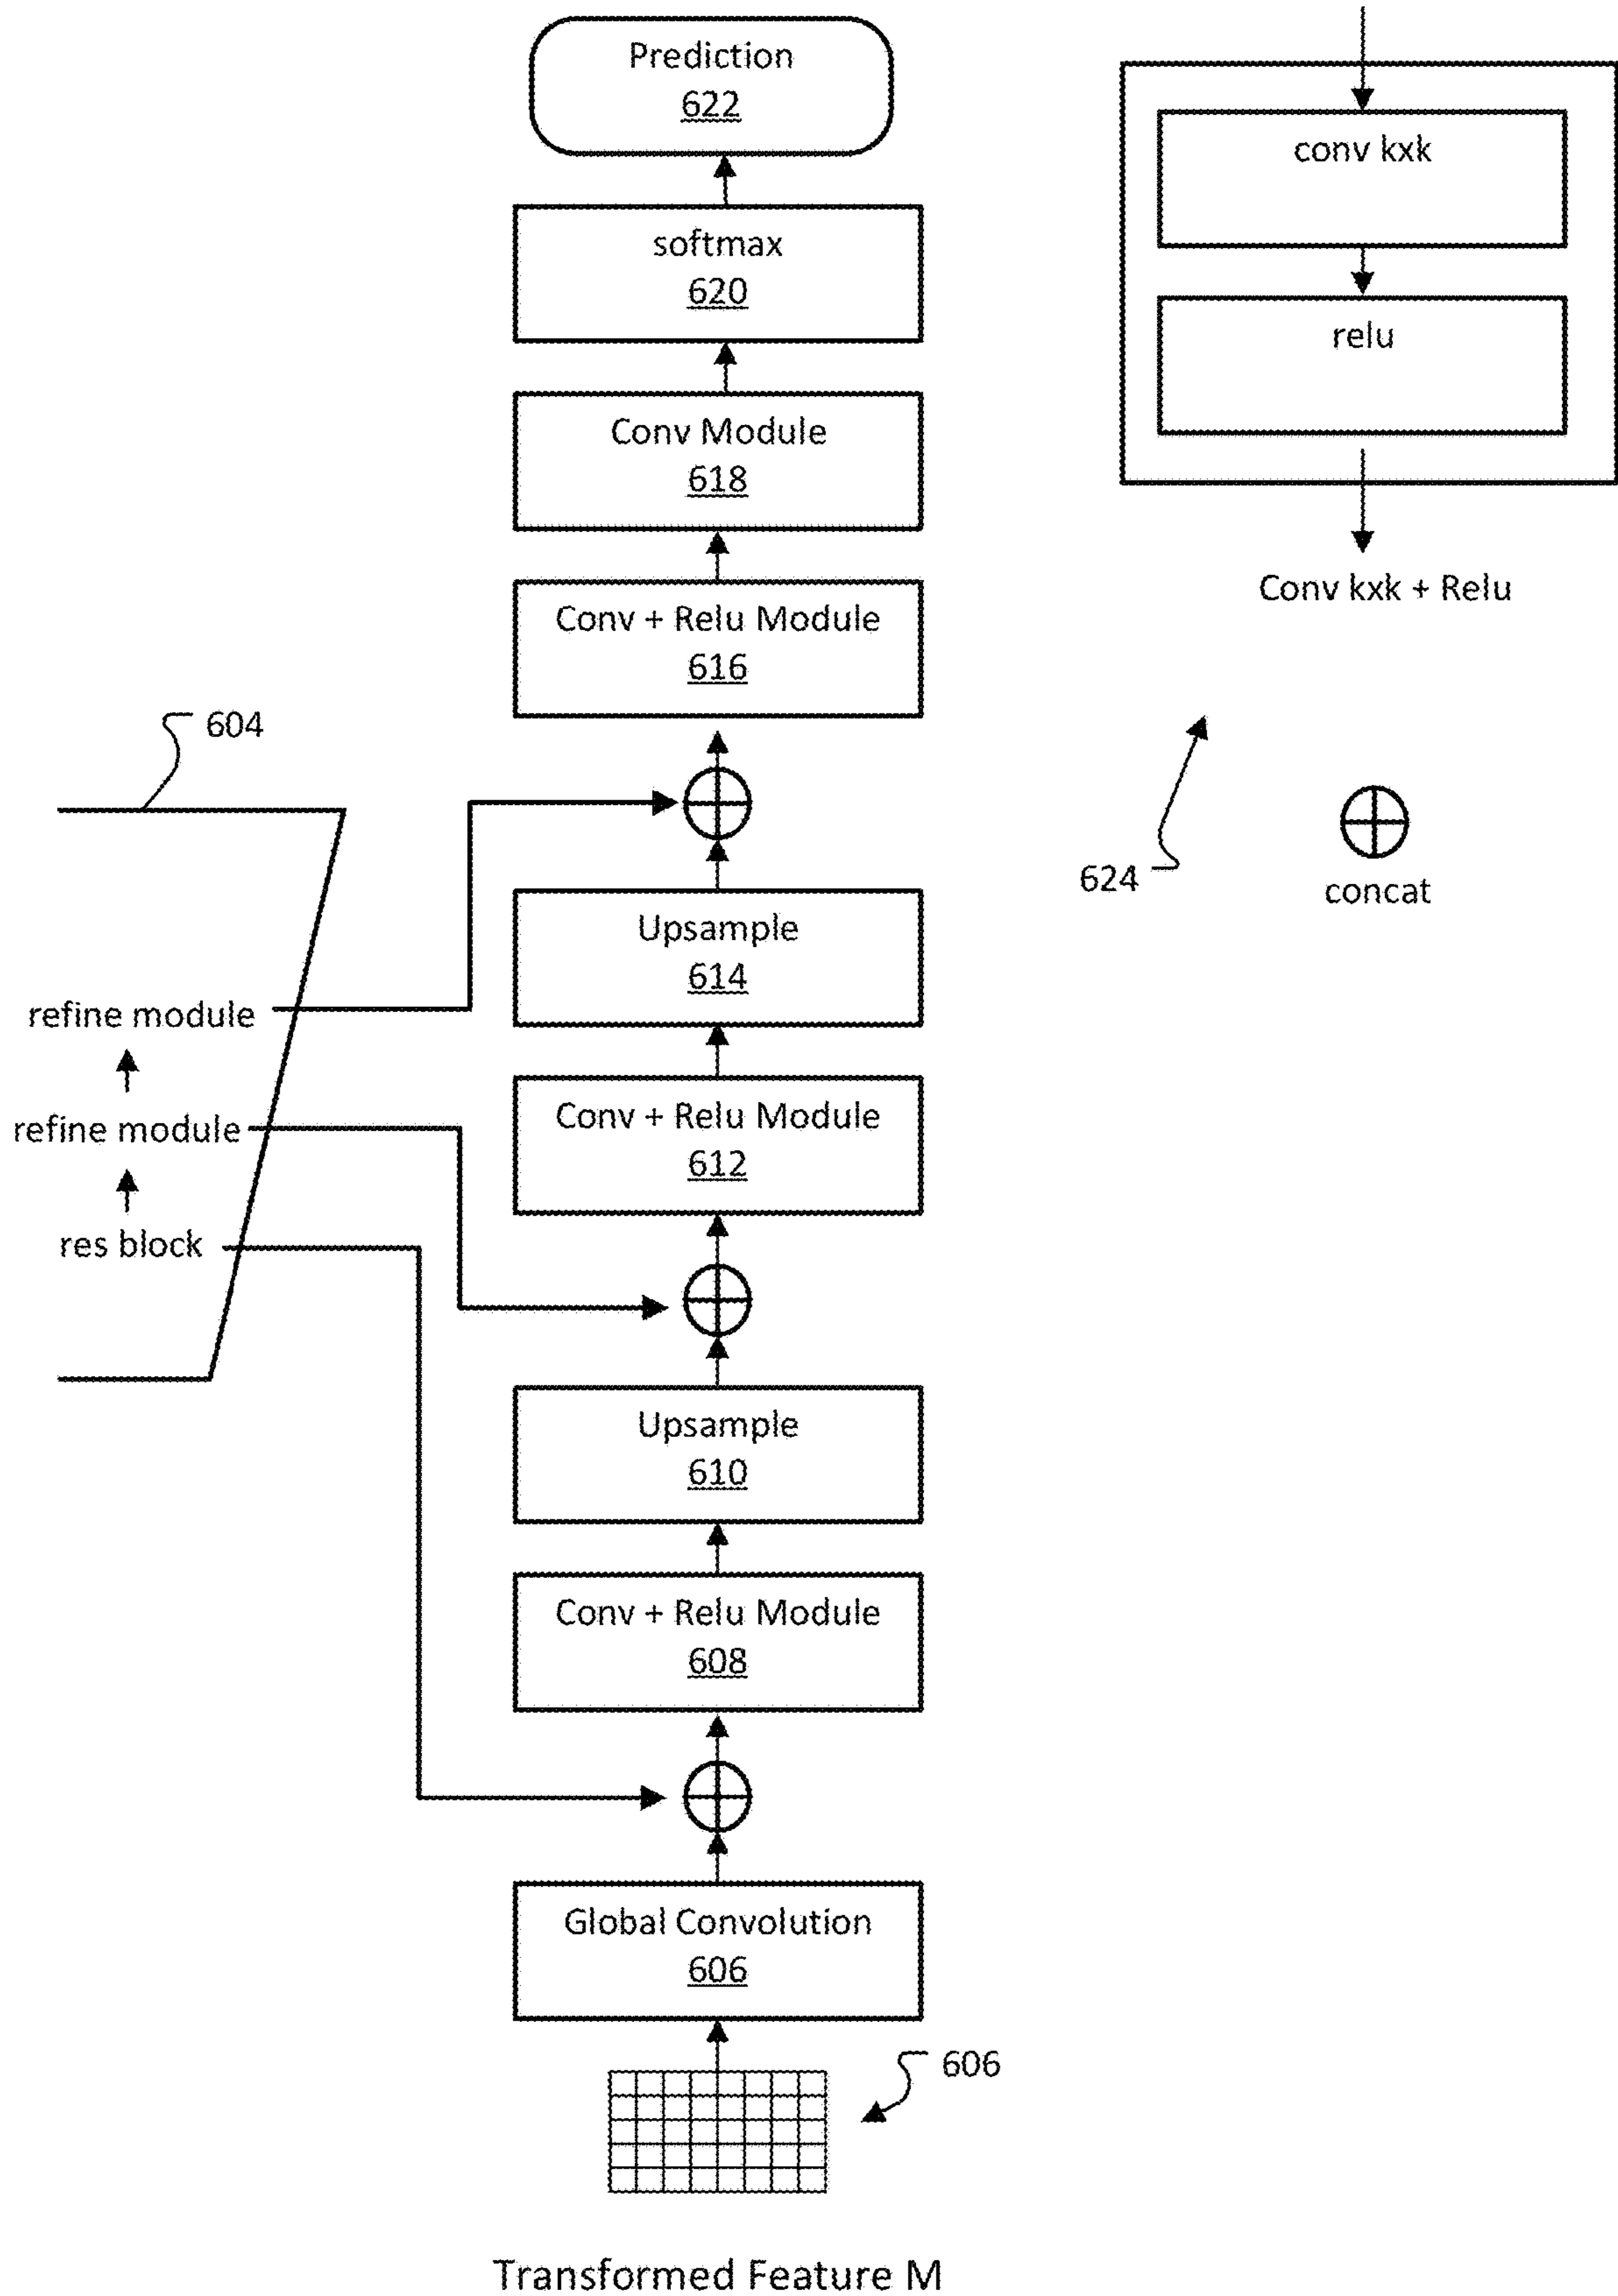 Prediction
622
softmax
620
Conv Module
618
Conv + Relu Module
616
conv kxk
relu
Conv kxk + Relu
604
624
concat
Upsample
614
refine module
Conv + Relu Module
612
refine module
res block
Upsample
610
Conv + Relu Module
608
Global Convolution
606
606
Transformed Feature M